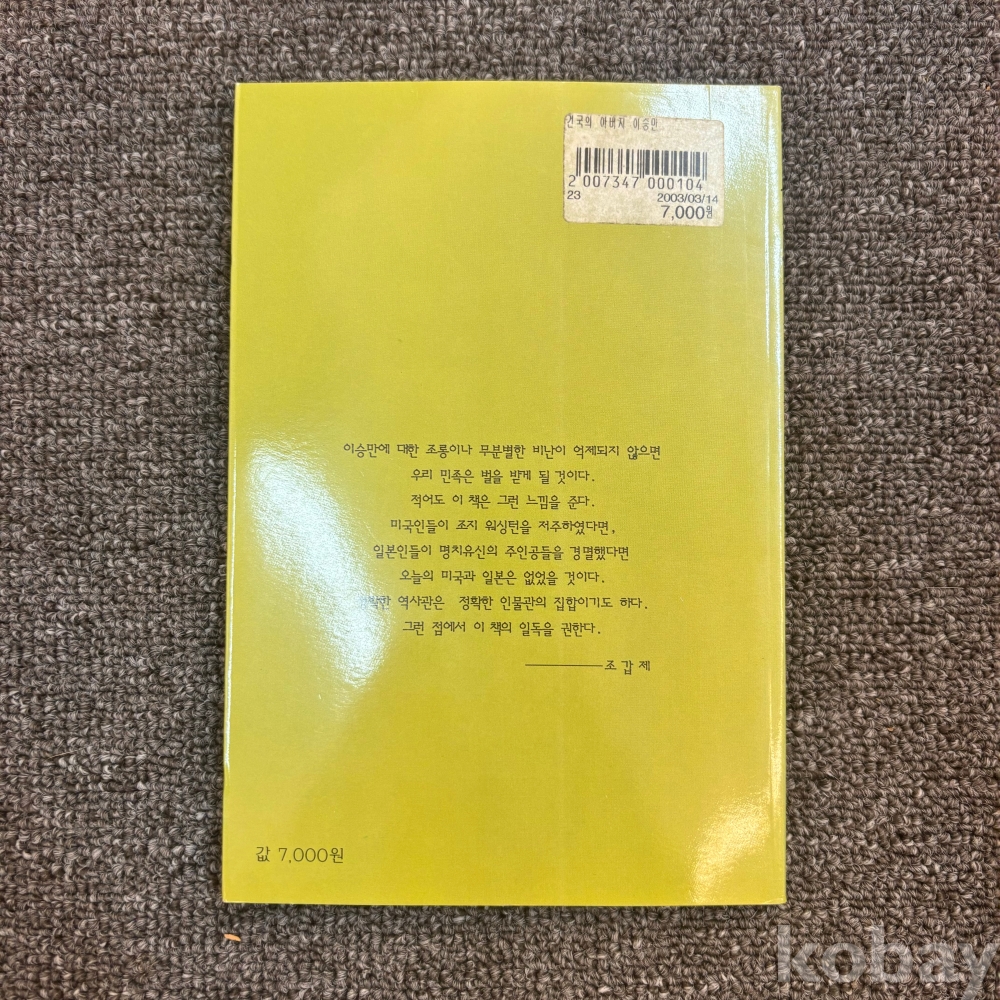 건국의 아버지 이승만
2 007347 000104
23 2003/03/14
7,000원
이승만에 대한 조롱이나 무분별한 비난이 억제되지 않으면
우리 민족은 벌을 받게 될 것이다.
적어도 이 책은 그런 느낌을 준다.
미국인들이 조지 워싱턴을 저주하였다면,
일본인들이 명치유신의 주인공들을 경멸했다면
오늘의 미국과 일본은 없었을 것이다.
역사관은 정확한 인물관의 집합이기도 하다.
그런 점에서 이 책의 일독을 권한다.
조갑제
값 7,000원
kobay